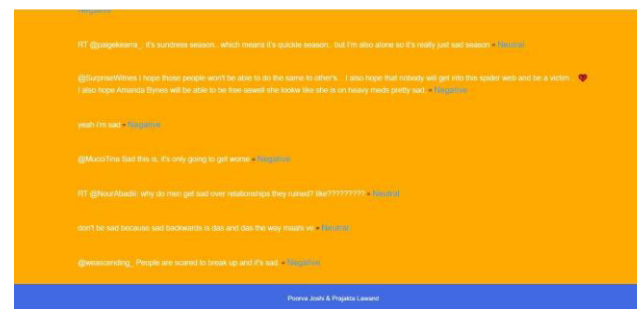 Negative
RT @paigekearra_: it's sundress season.. which means it's quickie season.. but I'm also alone so it's really just sad season = Neutral
@SurpriseWitnes I hope those people won't be able to do the same to other's... I also hope that nobody will get into this spider web and be a victim...
I also hope Amanda Bynes will be able to be free aswell she lookw like she is on heavy meds pretty sad = Negative
yeah i'm sad = Negative
@MucciTina Sad this is, it's only going to get worse = Negative
RT @NourAbadii: why do men get sad over relationships they ruined? like????????? = Neutral
don't be sad because sad backwards is das and das the way = Neutral
@weascending_ People are scared to break up and it's sad. = Negative
Poorva Joshi & Prajakta Lawand